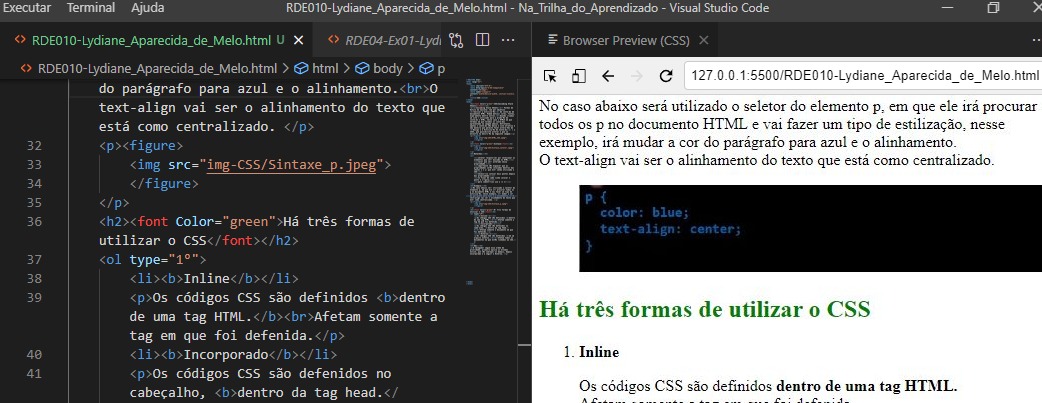 Executar Terminal Ajuda RDE010-Lydiane_Aparecida_de_Melo.html - Na_Trilha_do_Aprendizado - Visual Studio Code
RDE010-Lydiane_Aparecida_de_Melo.html U
RDE04-Ex01-Lydi
RDE010-Lydiane_Aparecida_de_Melo.html > html > body > p
do parágrafo para azul e o alinhamento.<br>O
text-align vai ser o alinhamento do texto que
está como centralizado. </p>
32 <p><figure>
33 <img src="img-CSS/Sintaxe_p.jpeg">
34 </figure>
35 </p>
36 <h2><font Color="green">Há três formas de
utilizar o CSS</font></h2>
37 <ol type="1º">
38 <li><b>Inline</b></li>
39 <p>Os códigos CSS são definidos <b>dentro
de uma tag HTML.</b><br>Afetam somente a
tag em que foi defenida.</p>
40 <li><b>Incorporado</b></li>
41 <p>Os códigos CSS são defenidos no
cabeçalho, <b>dentro da tag head.</
Browser Preview (CSS)
127.0.0.1:5500/RDE010-Lydiane_Aparecida_de_Melo.html
No caso abaixo será utilizado o seletor do elemento p, em que ele irá procurar
todos os p no documento HTML e vai fazer um tipo de estilização, nesse
exemplo, irá mudar a cor do parágrafo para azul e o alinhamento.
O text-align vai ser o alinhamento do texto que está como centralizado.
p {
color: blue;
text-align: center;
}
Há três formas de utilizar o CSS
1. Inline
Os códigos CSS são definidos dentro de uma tag HTML.
Afetam somente a tag em que foi defenida.